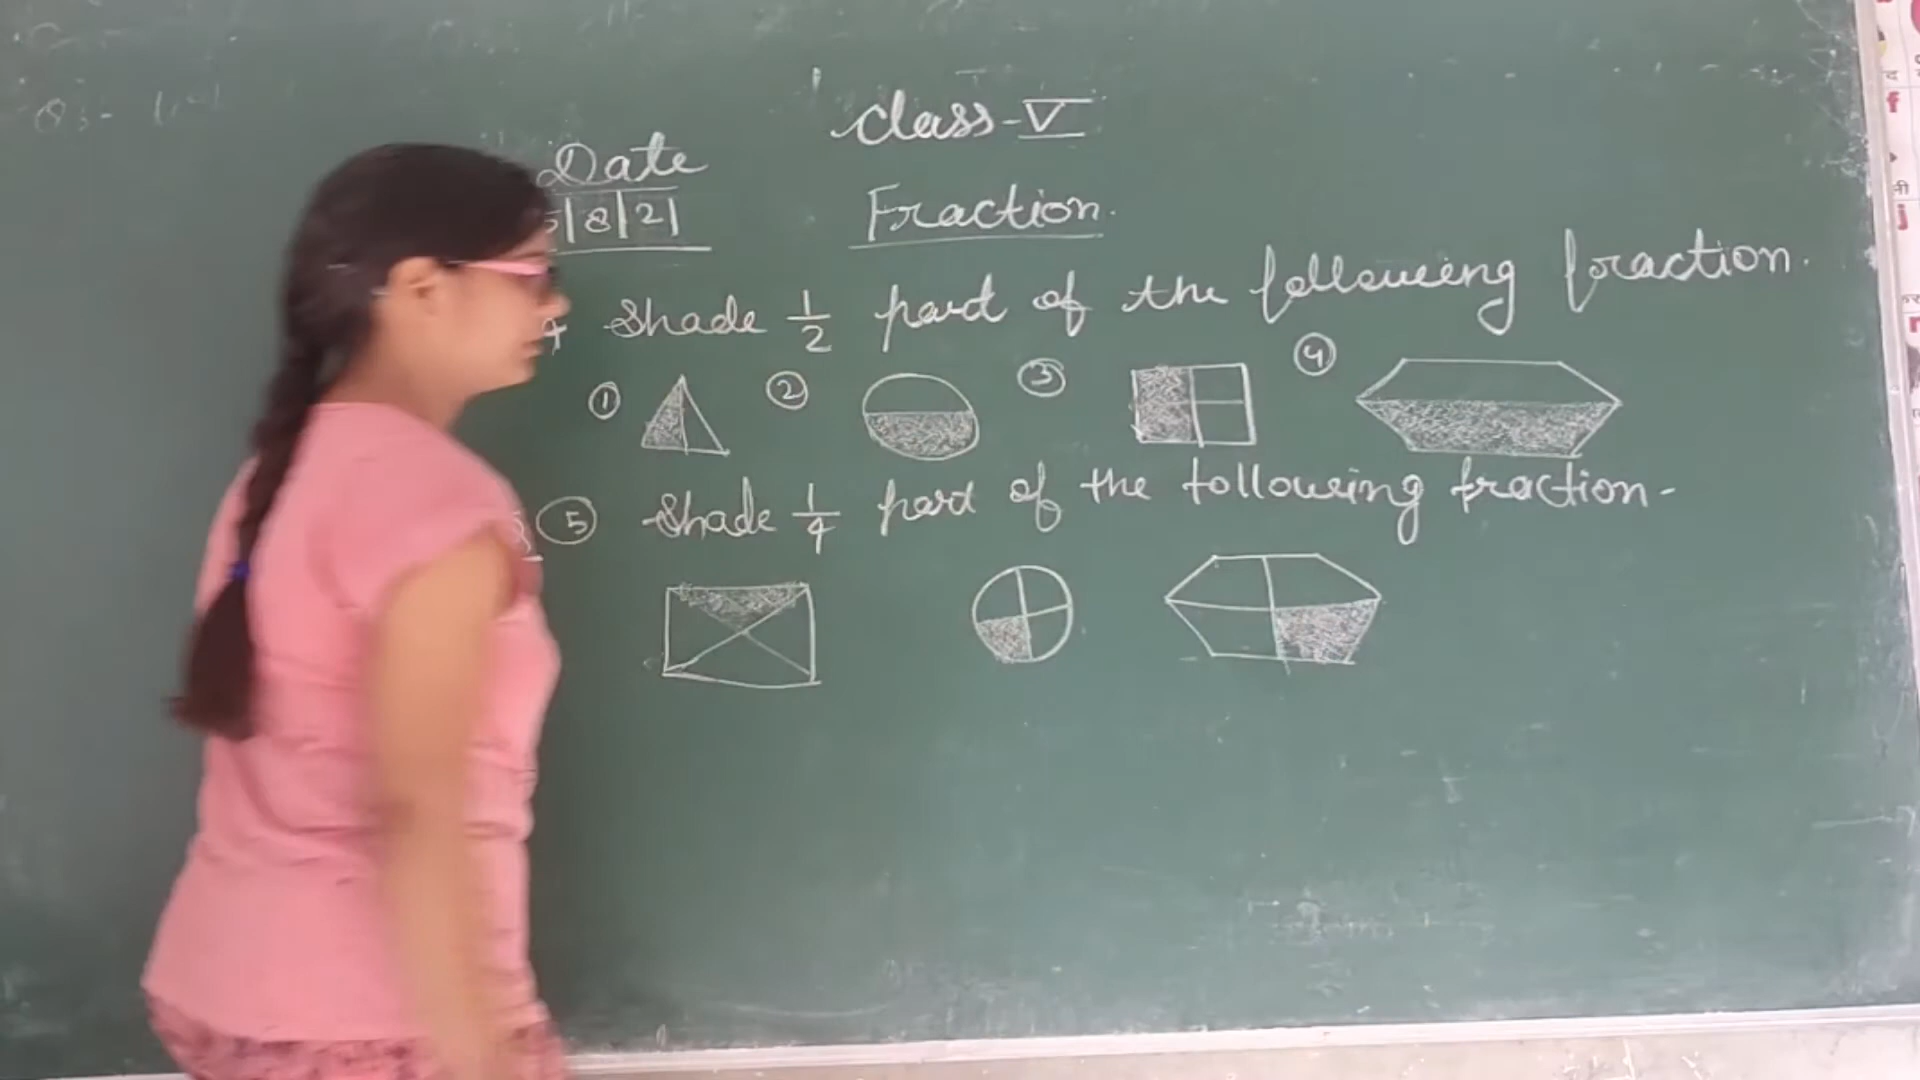 Class-V
Date
5|8|21
Fraction.
Shade 1/2 part of the following fraction.
① ② ③ ④
⑤ Shade 1/4 part of the following fraction-
f
j